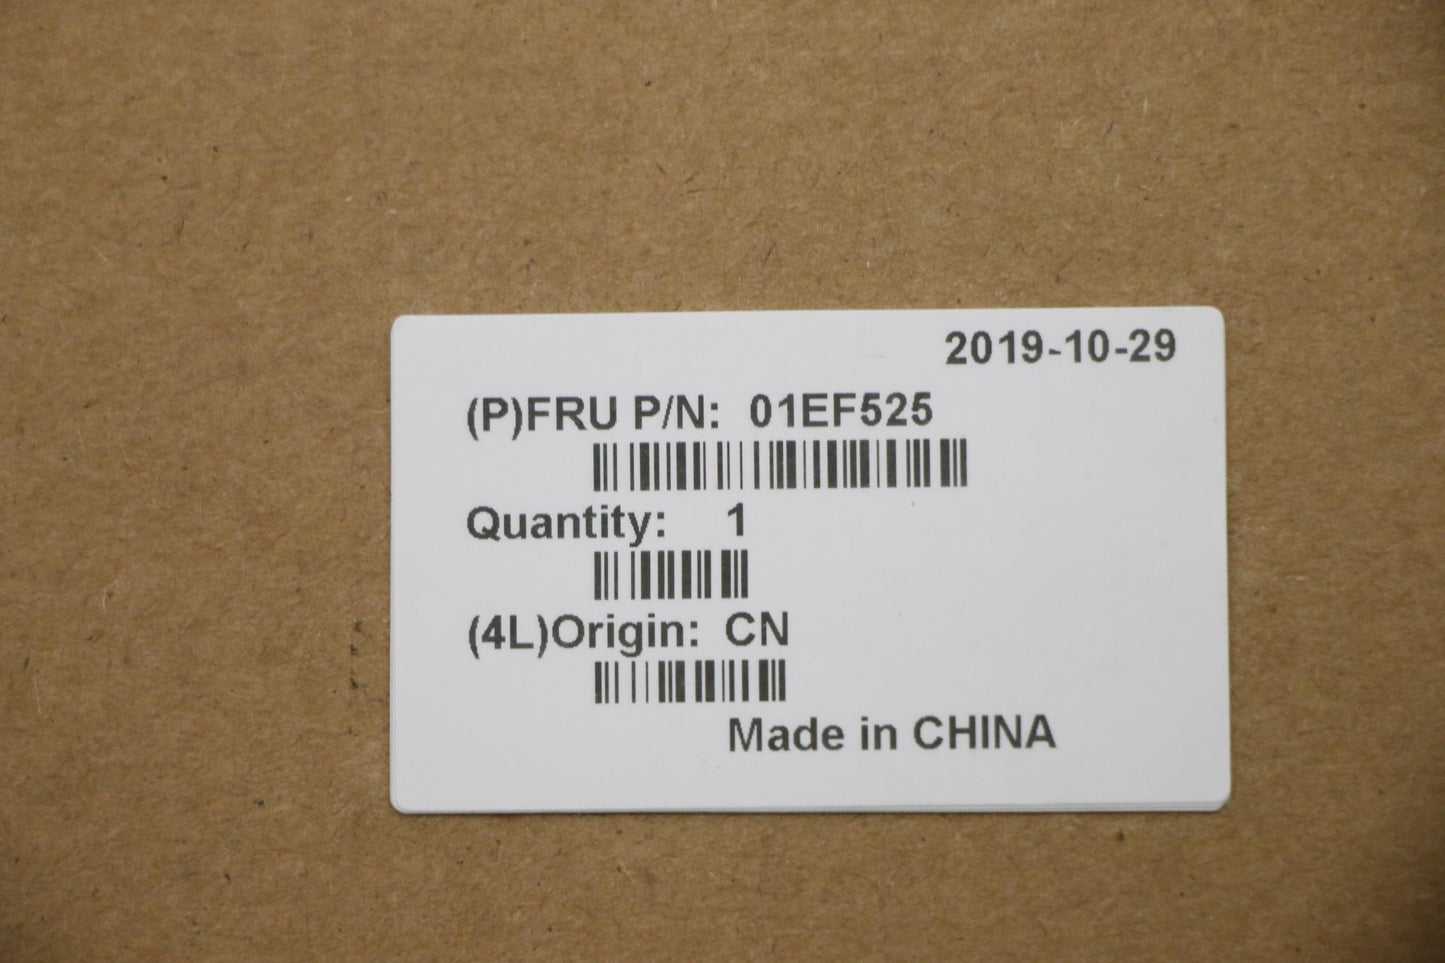 2019-10-29
(P)FRU P/N: 01EF525
Quantity: 1
(4L)Origin: CN
Made in CHINA